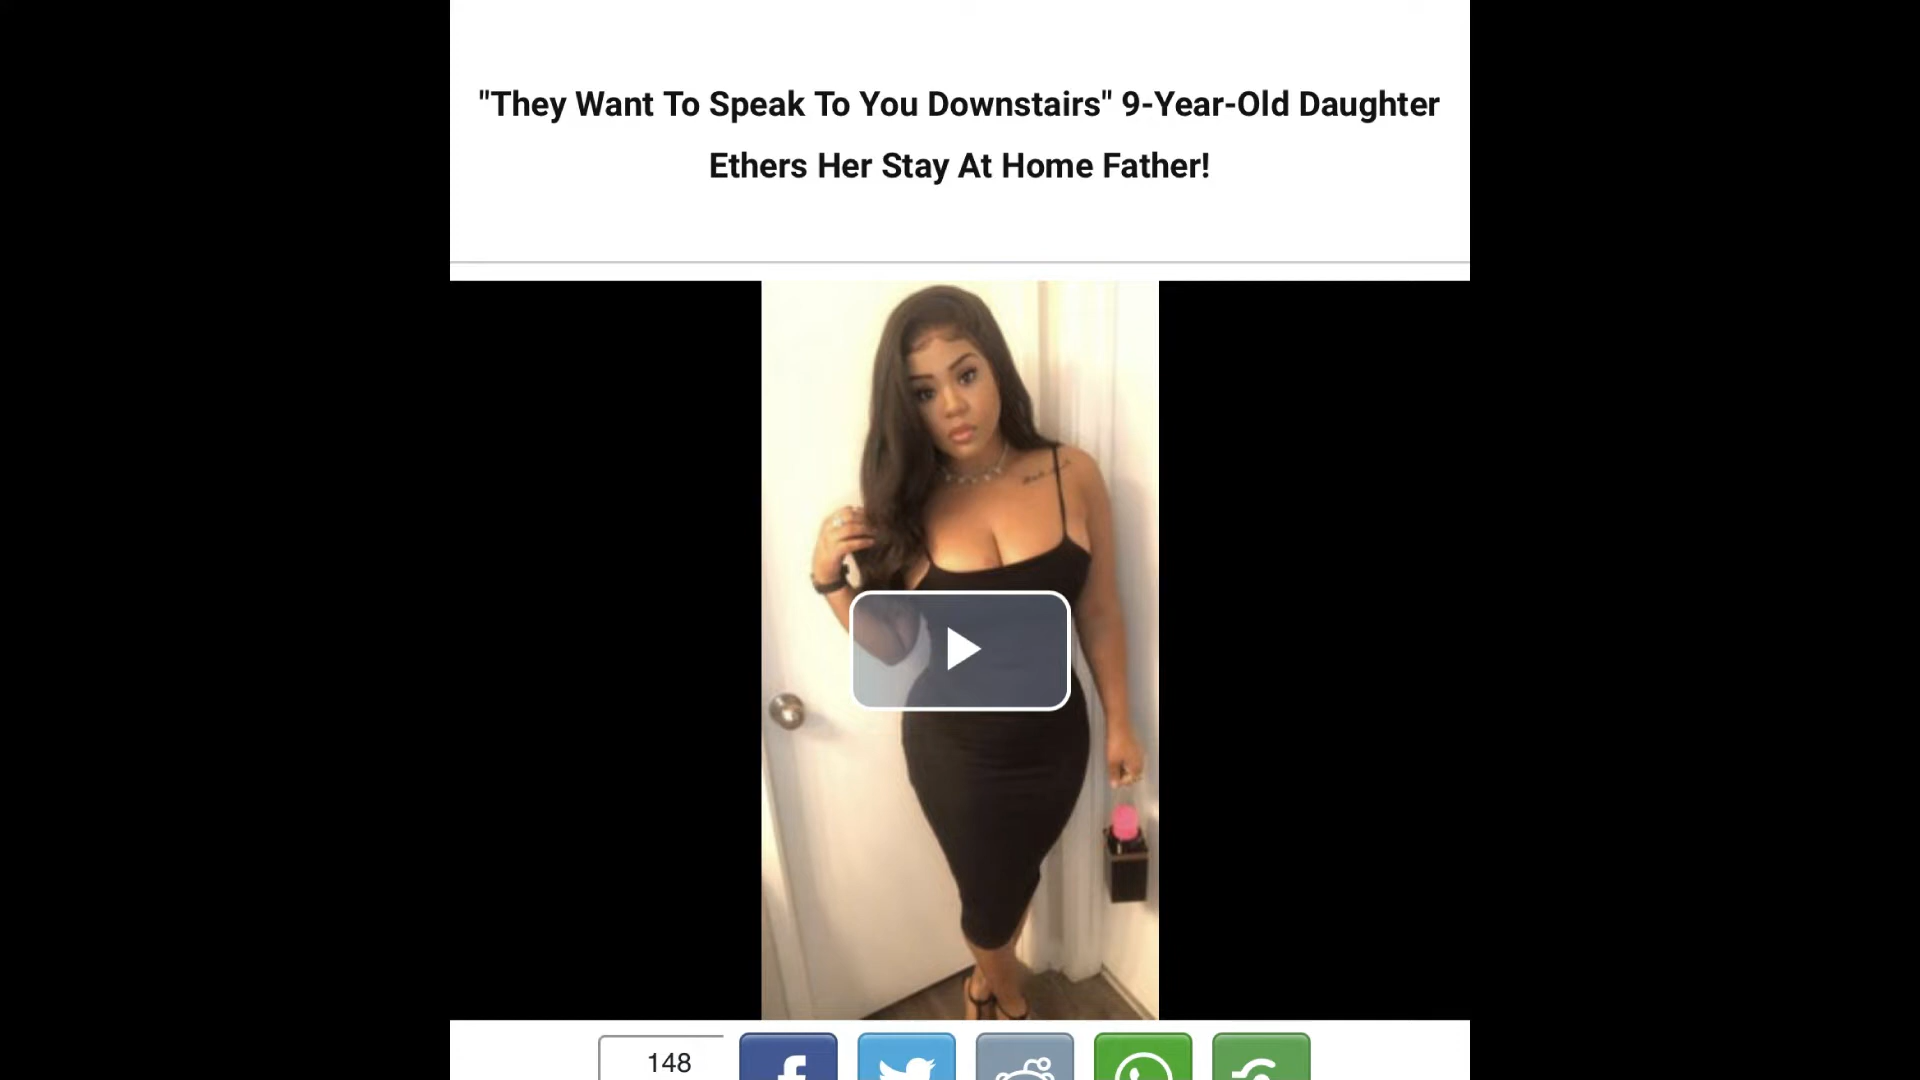 "They Want To Speak To You Downstairs" 9-Year-Old Daughter
Ethers Her Stay At Home Father!
148